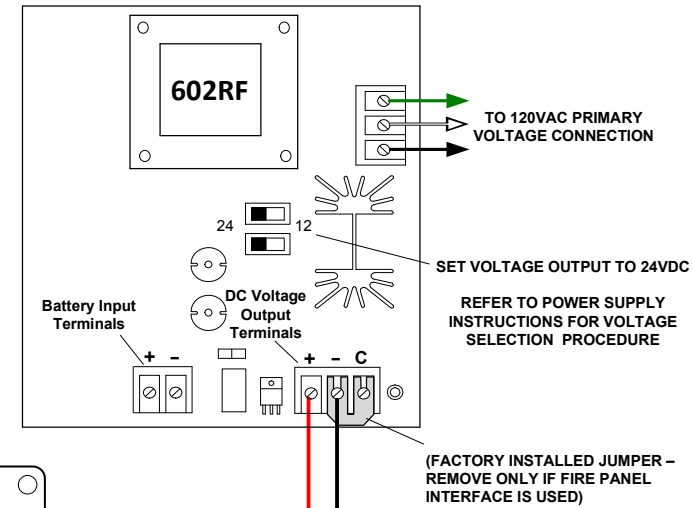 602RF
TO 120VAC PRIMARY
VOLTAGE CONNECTION
24
12
SET VOLTAGE OUTPUT TO 24VDC
REFER TO POWER SUPPLY
INSTRUCTIONS FOR VOLTAGE
SELECTION PROCEDURE
Battery Input
Terminals
+ -
DC Voltage
Output
Terminals
+ - C
(FACTORY INSTALLED JUMPER –
REMOVE ONLY IF FIRE PANEL
INTERFACE IS USED)